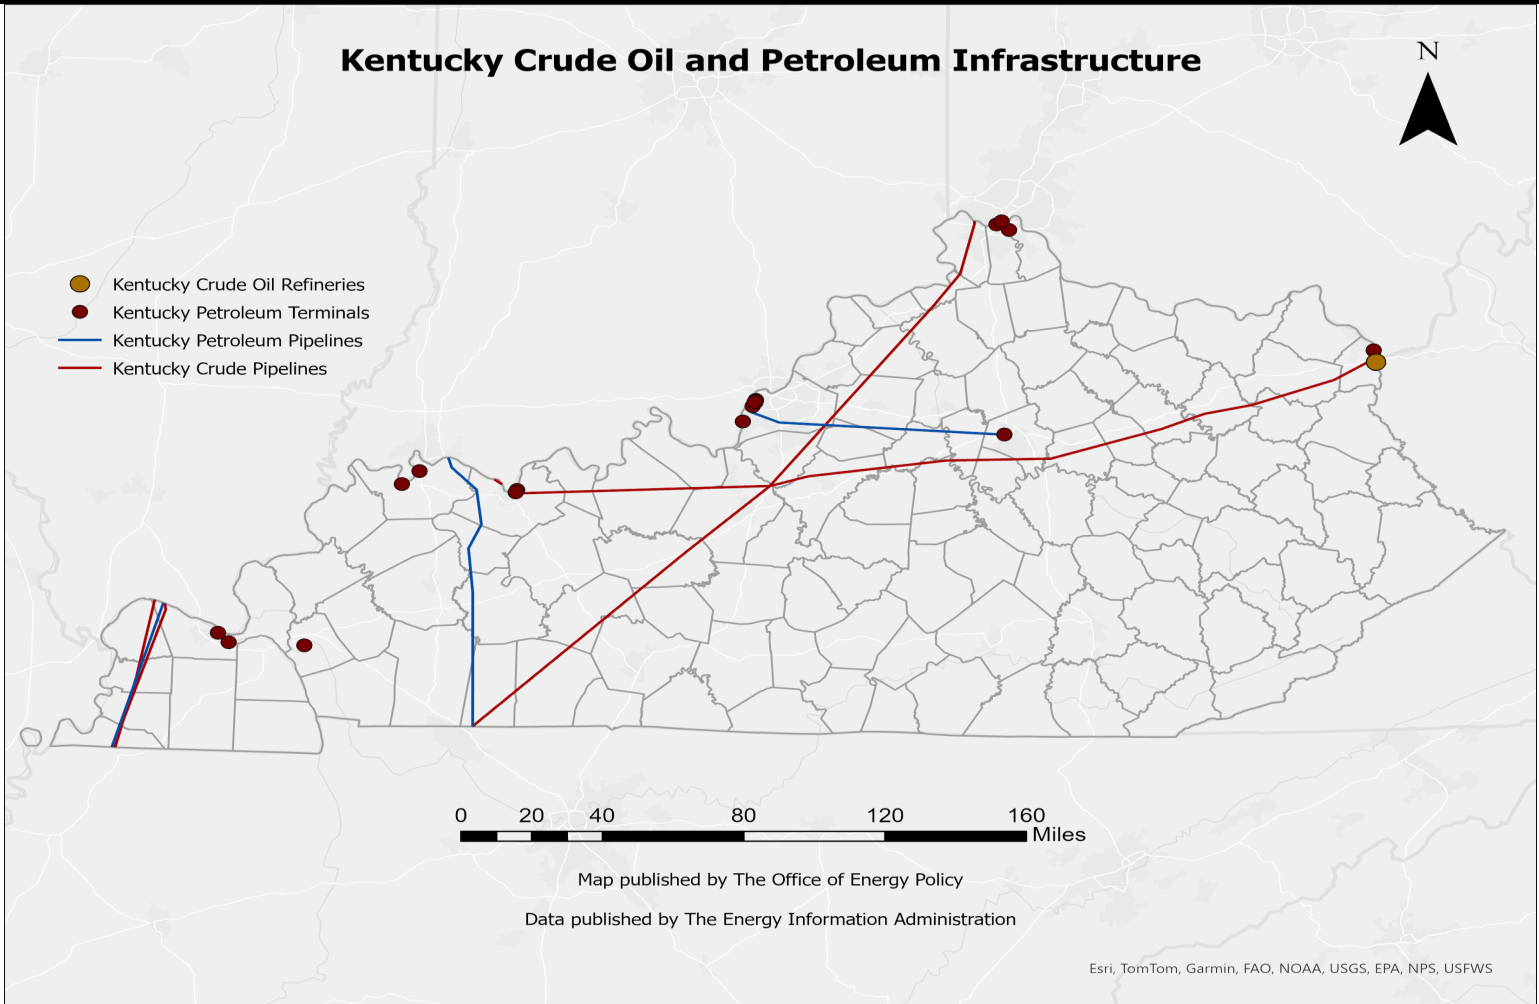 Kentucky Crude Oil and Petroleum Infrastructure
N
Kentucky Crude Oil Refineries
Kentucky Petroleum Terminals
Kentucky Petroleum Pipelines
Kentucky Crude Pipelines
0 20 40 80 120 160
Miles
Map published by The Office of Energy Policy
Data published by The Energy Information Administration
Esri, TomTom, Garmin, FAO, NOAA, USGS, EPA, NPS, USFWS